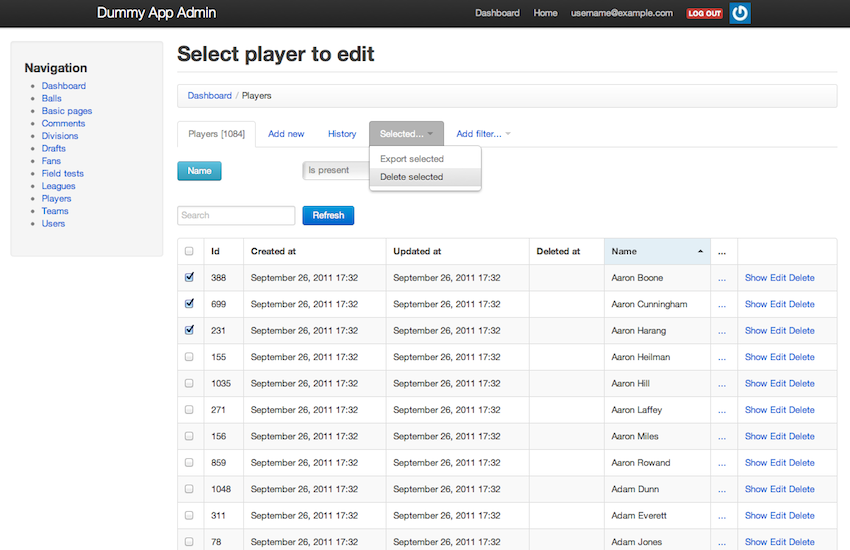 Dummy App Admin Dashboard Home username@example.com LOG OUT
Select player to edit
Navigation
Dashboard
Balls
Basic pages
Comments
Divisions
Drafts
Fans
Field tests
Leagues
Players
Teams
Users
Dashboard / Players
Players [1084] Add new History Selected... Add filter...
Export selected
Delete selected
Name Is present
Search Refresh
Id Created at Updated at Deleted at Name ...
388 September 26, 2011 17:32 September 26, 2011 17:32 Aaron Boone ... Show Edit Delete
699 September 26, 2011 17:32 September 26, 2011 17:32 Aaron Cunningham ... Show Edit Delete
231 September 26, 2011 17:32 September 26, 2011 17:32 Aaron Harang ... Show Edit Delete
155 September 26, 2011 17:32 September 26, 2011 17:32 Aaron Heilman ... Show Edit Delete
1035 September 26, 2011 17:32 September 26, 2011 17:32 Aaron Hill ... Show Edit Delete
271 September 26, 2011 17:32 September 26, 2011 17:32 Aaron Laffey ... Show Edit Delete
156 September 26, 2011 17:32 September 26, 2011 17:32 Aaron Miles ... Show Edit Delete
859 September 26, 2011 17:32 September 26, 2011 17:32 Aaron Rowand ... Show Edit Delete
1048 September 26, 2011 17:32 September 26, 2011 17:32 Adam Dunn ... Show Edit Delete
311 September 26, 2011 17:32 September 26, 2011 17:32 Adam Everett ... Show Edit Delete
78 September 26, 2011 17:32 September 26, 2011 17:32 Adam Jones ... Show Edit Delete